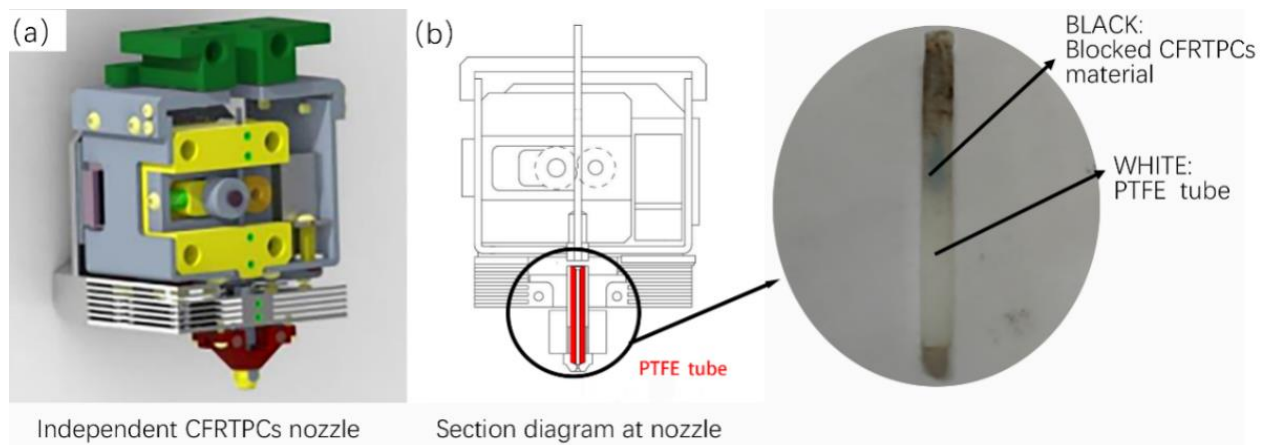 (a)
(b)
BLACK:
Blocked CFRTPCs
material
WHITE:
PTFE tube
PTFE tube
Independent CFRTPCs nozzle
Section diagram at nozzle